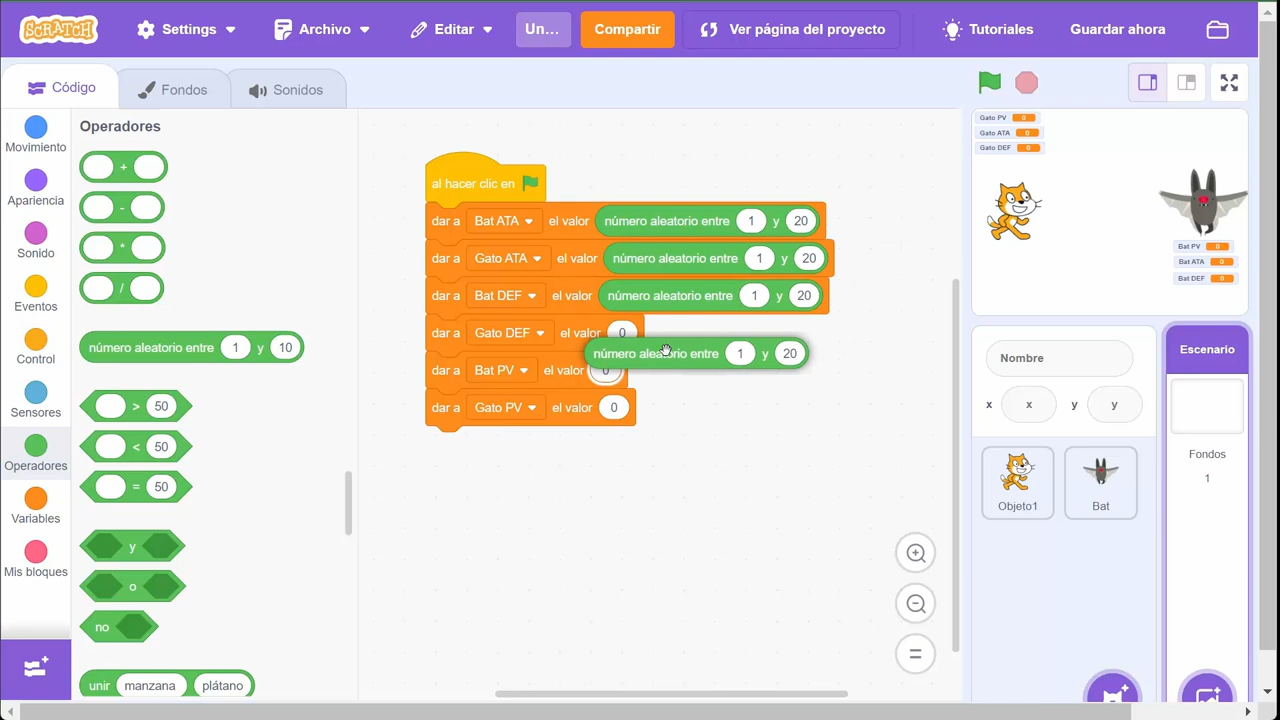 SCRATCH Settings Archivo Editar Un... Compartir Ver página del proyecto Tutoriales Guardar ahora
Código Fondos Sonidos
Movimiento
Apariencia
Sonido
Eventos
Control
Sensores
Operadores
Variables
Mis bloques
Operadores
+
-
*
/
número aleatorio entre 1 y 10
> 50
< 50
= 50
y
o
no
unir manzana plátano
al hacer clic en
dar a Bat ATA el valor número aleatorio entre 1 y 20
dar a Gato ATA el valor número aleatorio entre 1 y 20
dar a Bat DEF el valor número aleatorio entre 1 y 20
dar a Gato DEF el valor 0
número aleatorio entre 1 y 20
dar a Bat PV el valor 0
dar a Gato PV el valor 0
Gato PV 0
Gato ATA 0
Gato DEF 0
Bat PV 0
Bat ATA 0
Bat DEF 0
Nombre
x x y y
Objeto1 Bat
Escenario
Fondos
1